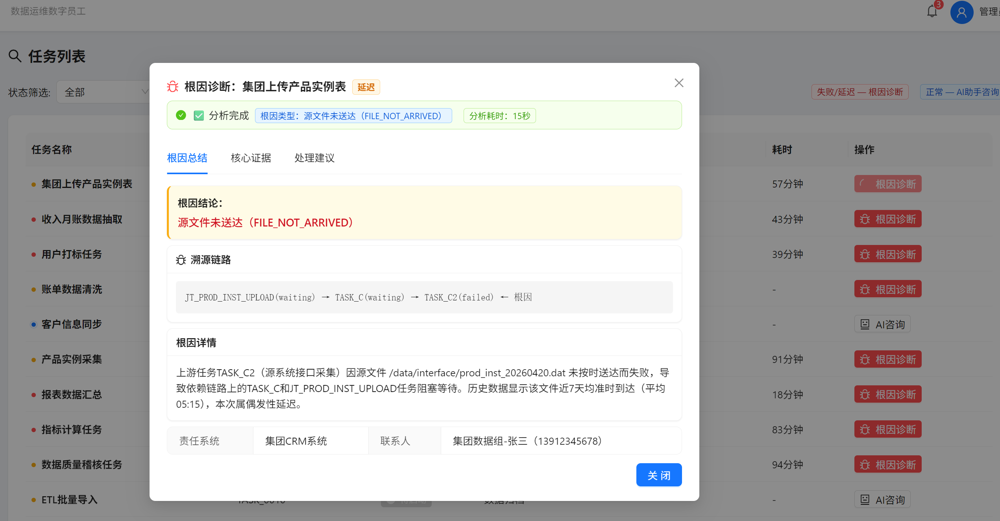 数据运维数字员工
3
管理
任务列表
状态筛选:
全部
失败/延迟 — 根因诊断
正常 — AI助手咨询
根因诊断：集团上传产品实例表
延迟
分析完成
根因类型：源文件未送达（FILE_NOT_ARRIVED）
分析耗时：15秒
根因总结
核心证据
处理建议
根因结论：
源文件未送达（FILE_NOT_ARRIVED）
溯源链路
JT_PROD_INST_UPLOAD(waiting) → TASK_C(waiting) → TASK_C2(failed) ← 根因
根因详情
上游任务TASK_C2（源系统接口采集）因源文件 /data/interface/prod_inst_20260420.dat 未按时送达而失败，导
致依赖链路上的TASK_C和JT_PROD_INST_UPLOAD任务阻塞等待。历史数据显示该文件近7天均准时到达（平均
05:15），本次属偶发性延迟。
责任系统
集团CRM系统
联系人
集团数据组-张三（13912345678）
关 闭
任务名称
耗时
操作
集团上传产品实例表
57分钟
根因诊断
收入月账数据抽取
43分钟
根因诊断
用户打标任务
39分钟
根因诊断
账单数据清洗
-
根因诊断
客户信息同步
-
AI咨询
产品实例采集
91分钟
根因诊断
报表数据汇总
18分钟
根因诊断
指标计算任务
83分钟
根因诊断
数据质量稽核任务
94分钟
根因诊断
ETL批量导入
数据归档
-
AI咨询